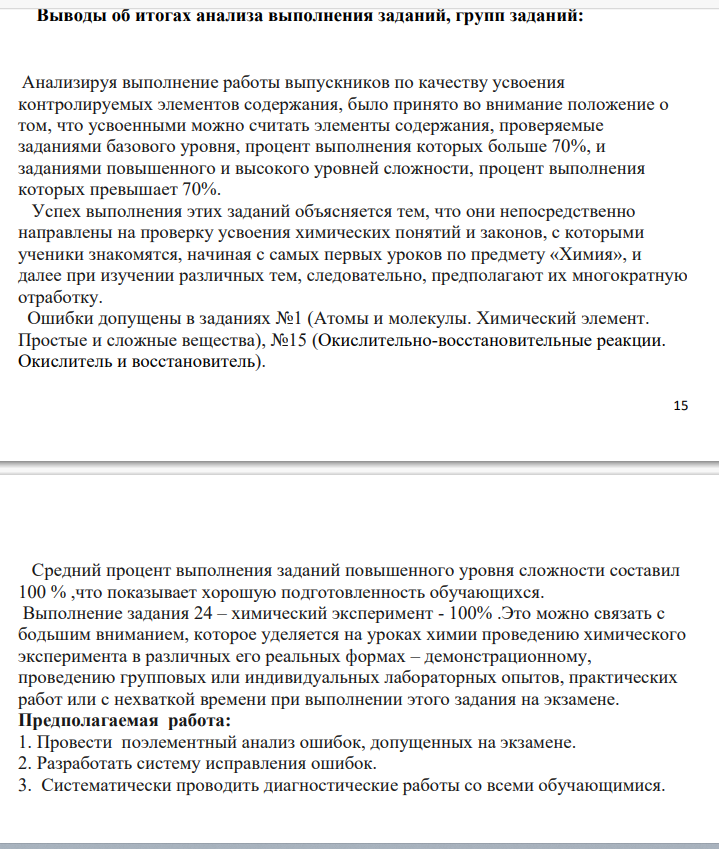 Выводы об итогах анализа выполнения заданий, групп заданий:
Анализируя выполнение работы выпускников по качеству усвоения
контролируемых элементов содержания, было принято во внимание положение о
том, что усвоенными можно считать элементы содержания, проверяемые
заданиями базового уровня, процент выполнения которых больше 70%, и
заданиями повышенного и высокого уровней сложности, процент выполнения
которых превышает 70%.
Успех выполнения этих заданий объясняется тем, что они непосредственно
направлены на проверку усвоения химических понятий и законов, с которыми
ученики знакомятся, начиная с самых первых уроков по предмету «Химия», и
далее при изучении различных тем, следовательно, предполагают их многократную
отработку.
Ошибки допущены в заданиях №1 (Атомы и молекулы. Химический элемент.
Простые и сложные вещества), №15 (Окислительно-восстановительные реакции.
Окислитель и восстановитель).
15
Средний процент выполнения заданий повышенного уровня сложности составил
100 % ,что показывает хорошую подготовленность обучающихся.
Выполнение задания 24 – химический эксперимент - 100% .Это можно связать с
бодьшим вниманием, которое уделяется на уроках химии проведению химического
эксперимента в различных его реальных формах – демонстрационному,
проведению групповых или индивидуальных лабораторных опытов, практических
работ или с нехваткой времени при выполнении этого задания на экзамене.
Предполагаемая работа:
1. Провести поэлементный анализ ошибок, допущенных на экзамене.
2. Разработать систему исправления ошибок.
3. Систематически проводить диагностические работы со всеми обучающимися.